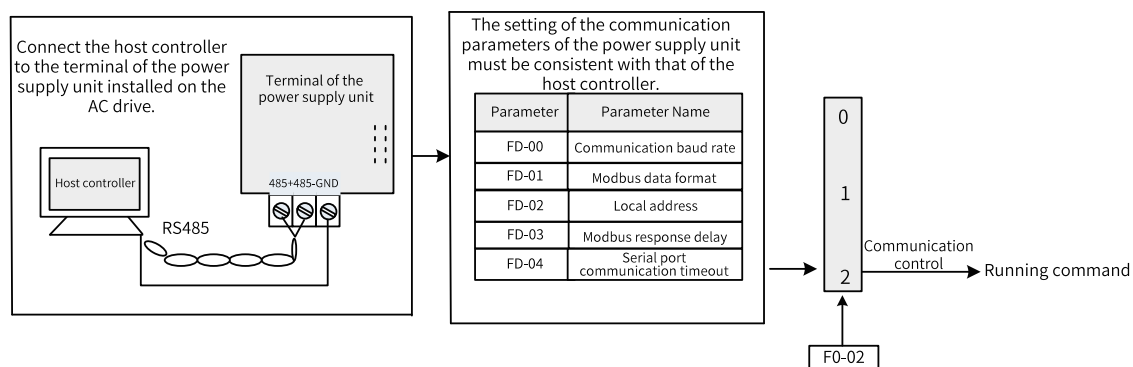 Connect the host controller
to the terminal of the power
supply unit installed on the
AC drive.
Terminal of the
power supply unit
485+485-GND
Host controller
RS485
The setting of the communication
parameters of the power supply unit
must be consistent with that of the
host controller.
Parameter Parameter Name
FD-00 Communication baud rate
FD-01 Modbus data format
FD-02 Local address
FD-03 Modbus response delay
FD-04 Serial port
communication timeout
0
1
2
Communication
control
Running command
F0-02